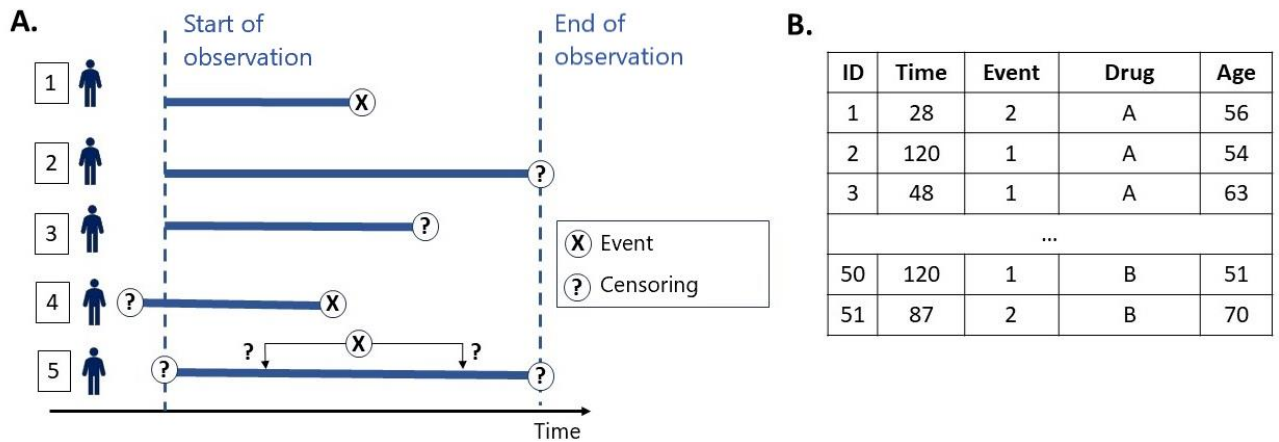 A.
Start of
observation
End of
observation
1
X
2
?
3
?
X Event
? Censoring
4
?
X
5
?
?
X
?
?
Time
B.
ID Time Event Drug Age
1 28 2 A 56
2 120 1 A 54
3 48 1 A 63
...
50 120 1 B 51
51 87 2 B 70